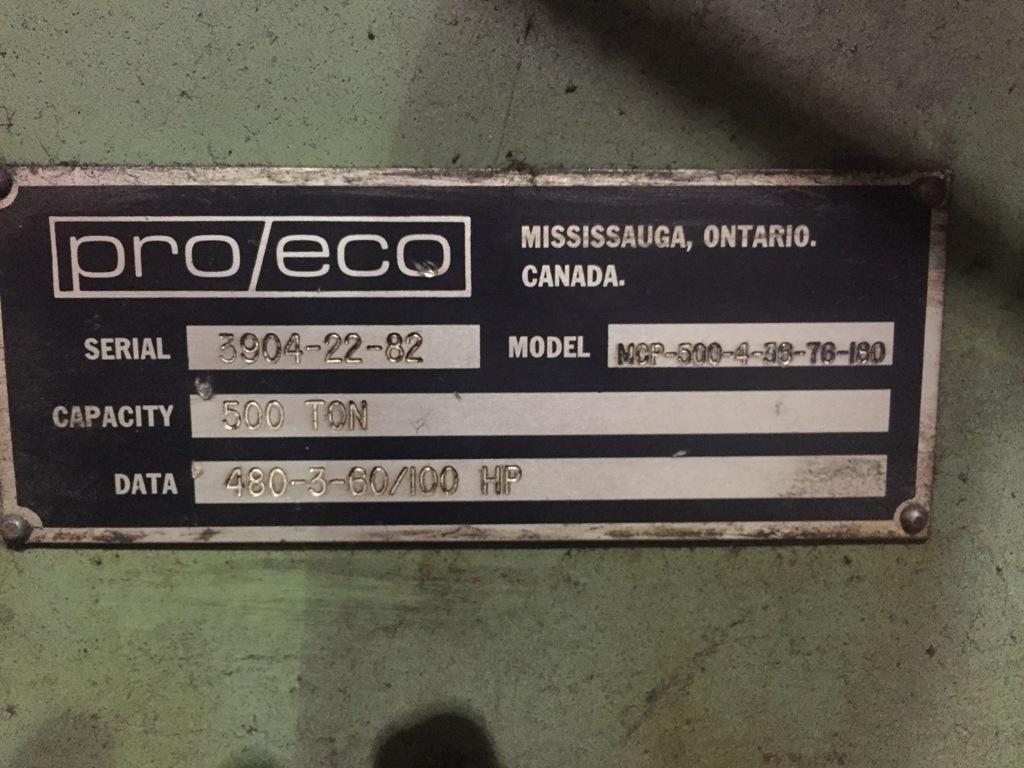 pro/eco
MISSISSAUGA, ONTARIO.
CANADA.
SERIAL 3904-22-82
MODEL MCP-500-4-36-76-180
CAPACITY 500 TON
DATA 480-3-60/100 HP